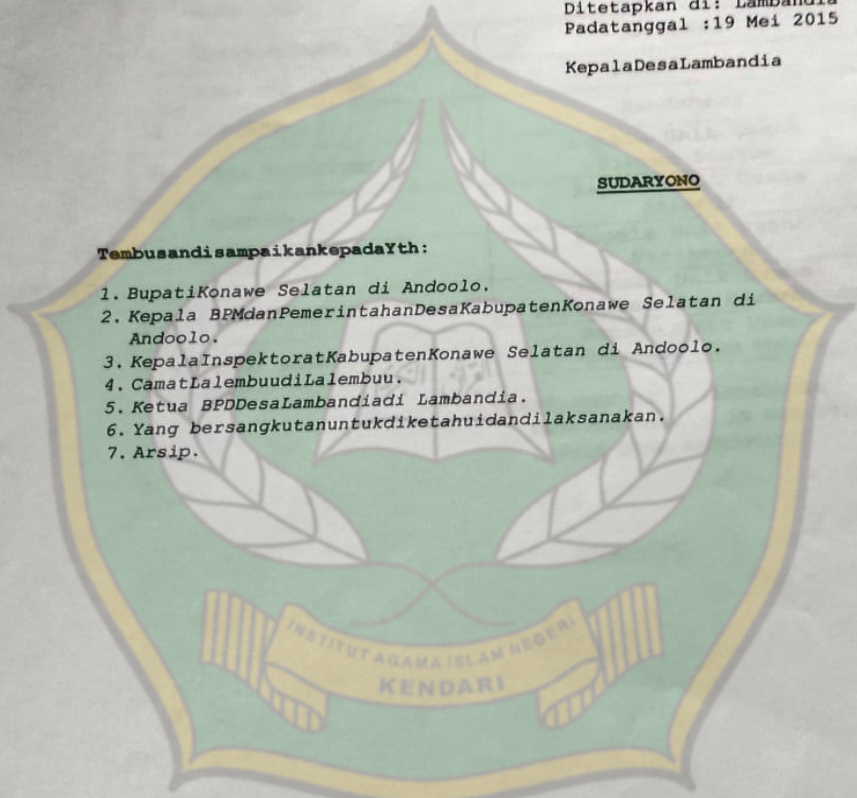 Ditetapkan di: Lambandia
Padatanggal :19 Mei 2015
KepalaDesaLambandia
SUDARYONO
TembusandisampaikankepadaYth:
1. BupatiKonawe Selatan di Andoolo.
2. Kepala BPMdanPemerintahanDesaKabupatenKonawe Selatan di
Andoolo.
3. KepalaInspektoratKabupatenKonawe Selatan di Andoolo.
4. CamatLalembuudiLalembuu.
5. Ketua BPDDesaLambandiadi Lambandia.
6. Yang bersangkutanuntukdiketahuidandilaksanakan.
7. Arsip.
INSTITUT AGAMA ISLAM NEGERI
KENDARI